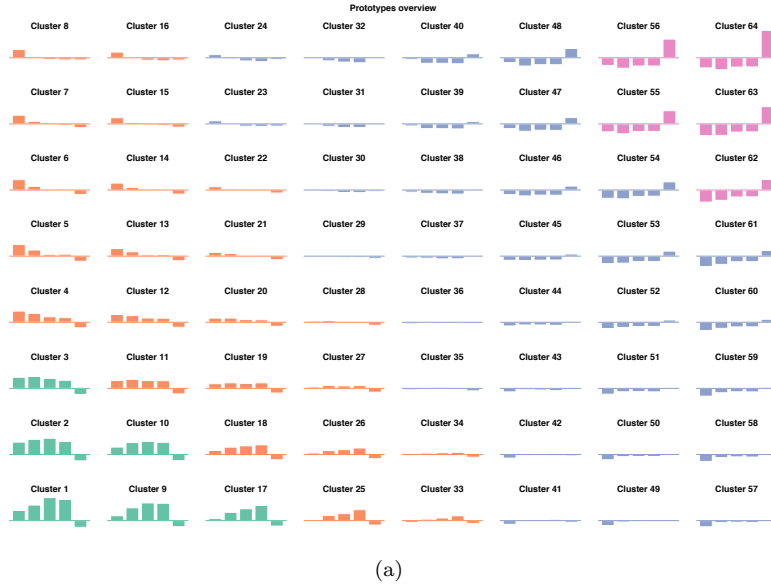 Prototypes overview
Cluster 8 Cluster 16 Cluster 24 Cluster 32 Cluster 40 Cluster 48 Cluster 56 Cluster 64
Cluster 7 Cluster 15 Cluster 23 Cluster 31 Cluster 39 Cluster 47 Cluster 55 Cluster 63
Cluster 6 Cluster 14 Cluster 22 Cluster 30 Cluster 38 Cluster 46 Cluster 54 Cluster 62
Cluster 5 Cluster 13 Cluster 21 Cluster 29 Cluster 37 Cluster 45 Cluster 53 Cluster 61
Cluster 4 Cluster 12 Cluster 20 Cluster 28 Cluster 36 Cluster 44 Cluster 52 Cluster 60
Cluster 3 Cluster 11 Cluster 19 Cluster 27 Cluster 35 Cluster 43 Cluster 51 Cluster 59
Cluster 2 Cluster 10 Cluster 18 Cluster 26 Cluster 34 Cluster 42 Cluster 50 Cluster 58
Cluster 1 Cluster 9 Cluster 17 Cluster 25 Cluster 33 Cluster 41 Cluster 49 Cluster 57
(a)